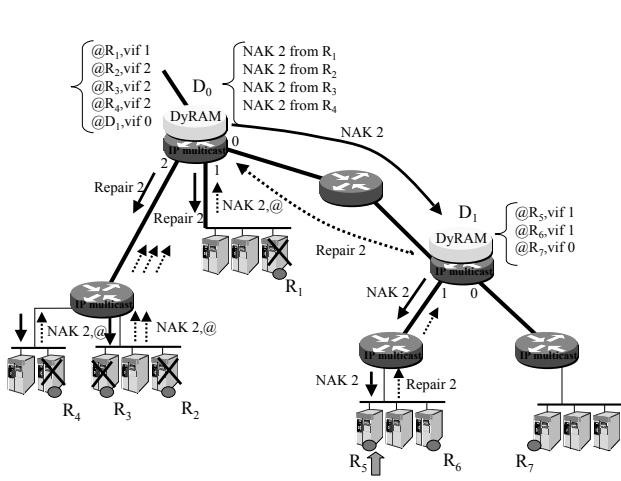 @R1,vif 1
@R2,vif 2
@R3,vif 2
@R4,vif 2
@D1,vif 0
D0
NAK 2 from R1
NAK 2 from R2
NAK 2 from R3
NAK 2 from R4
DyRAM
IP multicast
0
2
1
NAK 2
Repair 2
Repair 2
NAK 2,@
Repair 2
R1
D1
DyRAM
IP multicast
@R5,vif 1
@R6,vif 1
@R7,vif 0
1
0
NAK 2
IP multicast
NAK 2,@
NAK 2,@
R4
R3
R2
IP multicast
IP multicast
NAK 2
Repair 2
R5
R6
R7